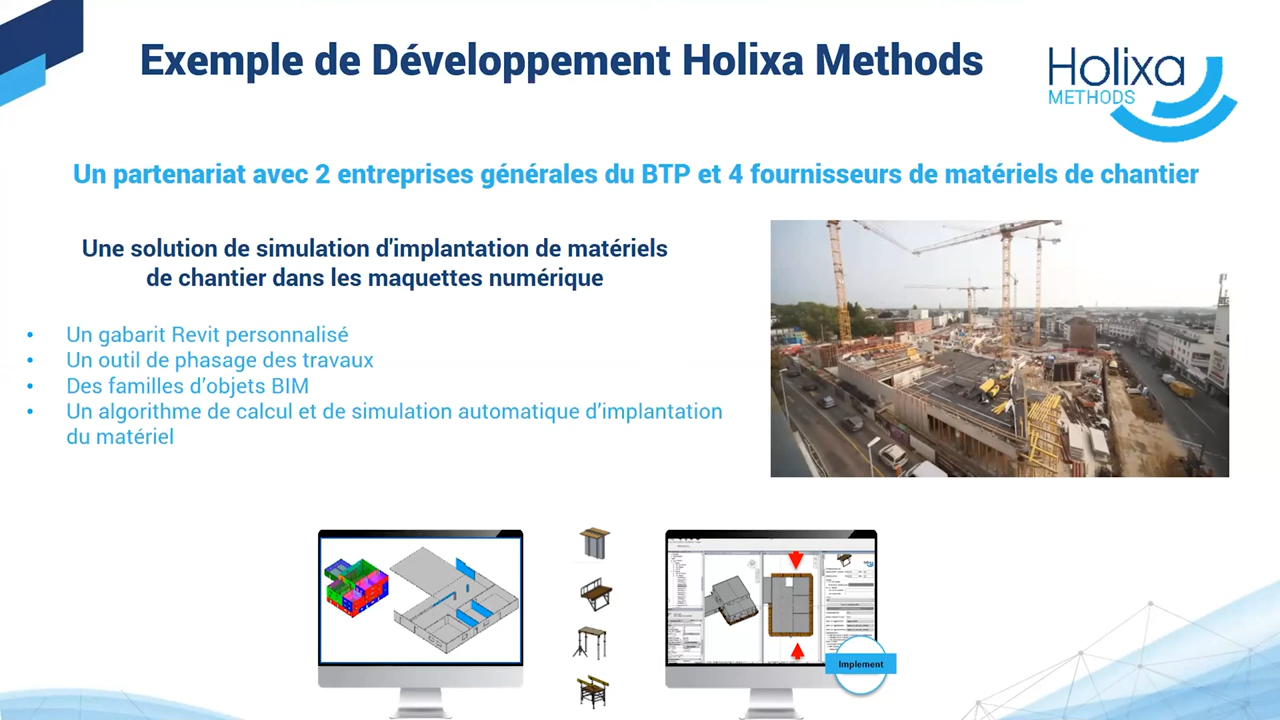 Exemple de Développement Holixa Methods
Holixa
METHODS
Un partenariat avec 2 entreprises générales du BTP et 4 fournisseurs de matériels de chantier
Une solution de simulation d'implantation de matériels
de chantier dans les maquettes numérique
• Un gabarit Revit personnalisé
• Un outil de phasage des travaux
• Des familles d’objets BIM
• Un algorithme de calcul et de simulation automatique d’implantation
du matériel
Implement